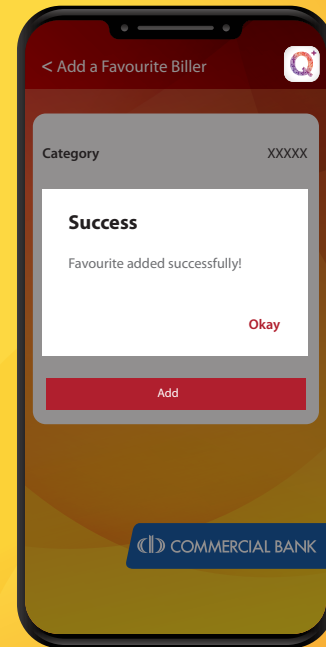 < Add a Favourite Biller
Q+
Category XXXXX
Success
Favourite added successfully!
Okay
Add
COMMERCIAL BANK